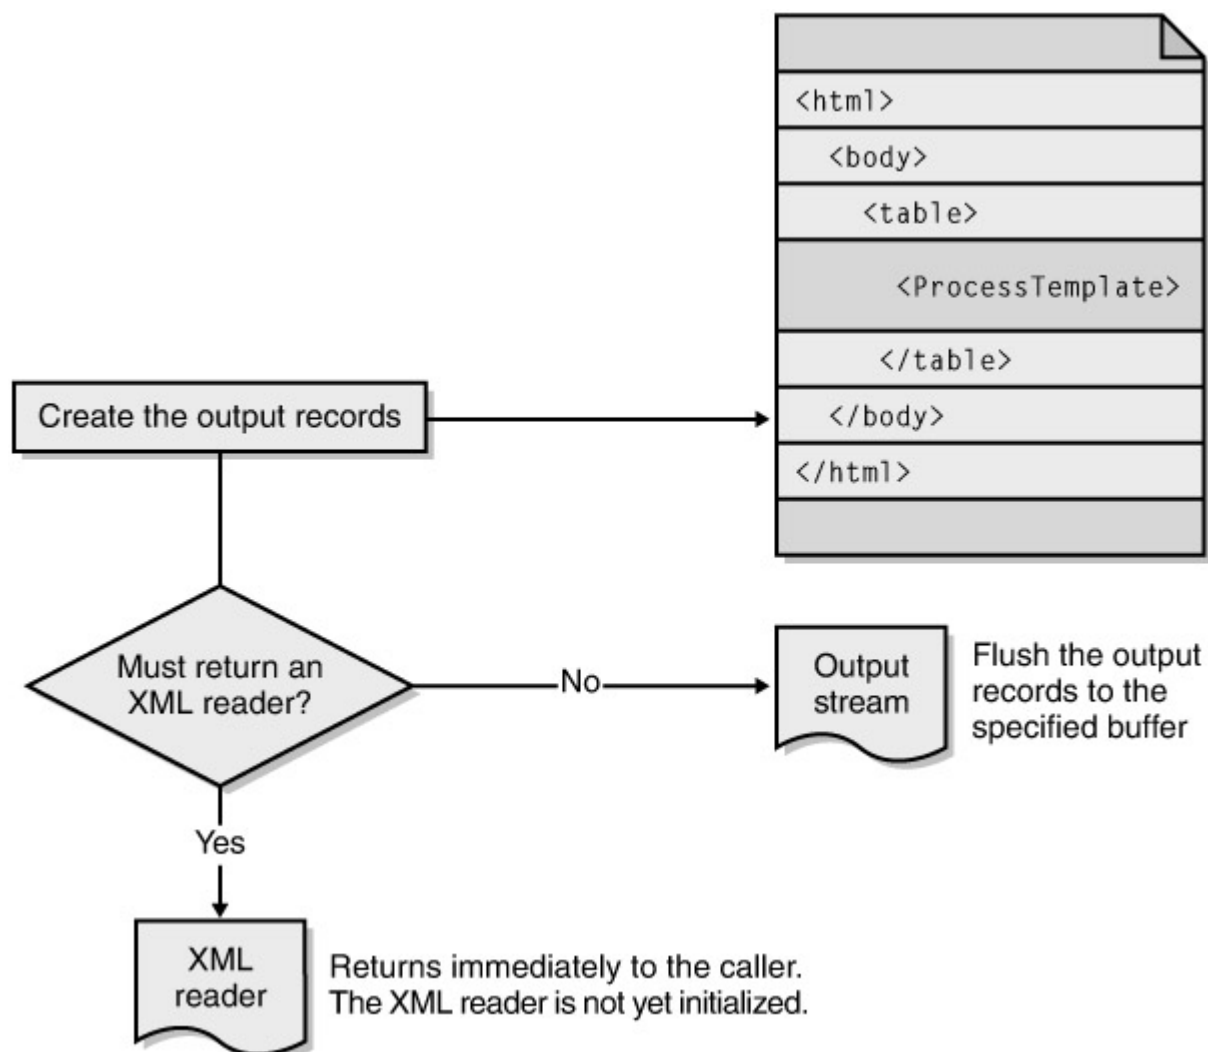 <html>
<body>
<table>
<ProcessTemplate>
</table>
</body>
</html>
Create the output records
Must return an
XML reader?
No
Output
stream
Flush the output
records to the
specified buffer
Yes
XML
reader
Returns immediately to the caller.
The XML reader is not yet initialized.